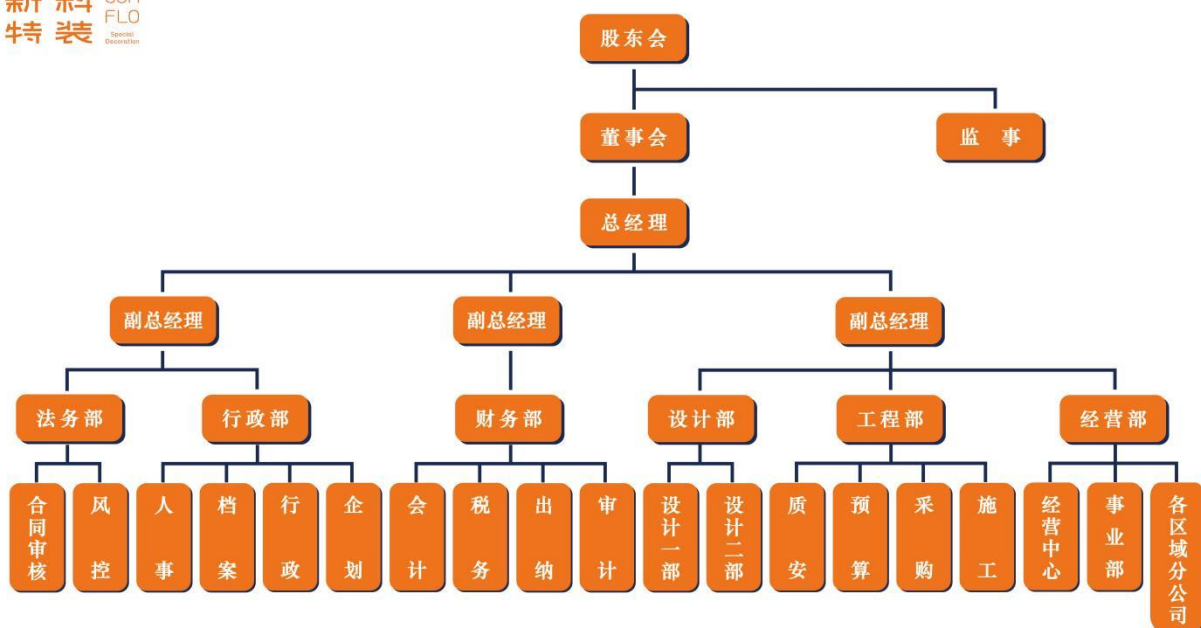 特装
FLO
Special
Decoration
股东会
董事会
监 事
总经理
副总经理
副总经理
副总经理
法务部
行政部
财务部
设计部
工程部
经营部
合同审核
风控
人事
档案
行政
企划
会计
税务
出纳
审计
设计一部
设计二部
质安
预算
采购
施工
经营中心
事业部
各区域分公司